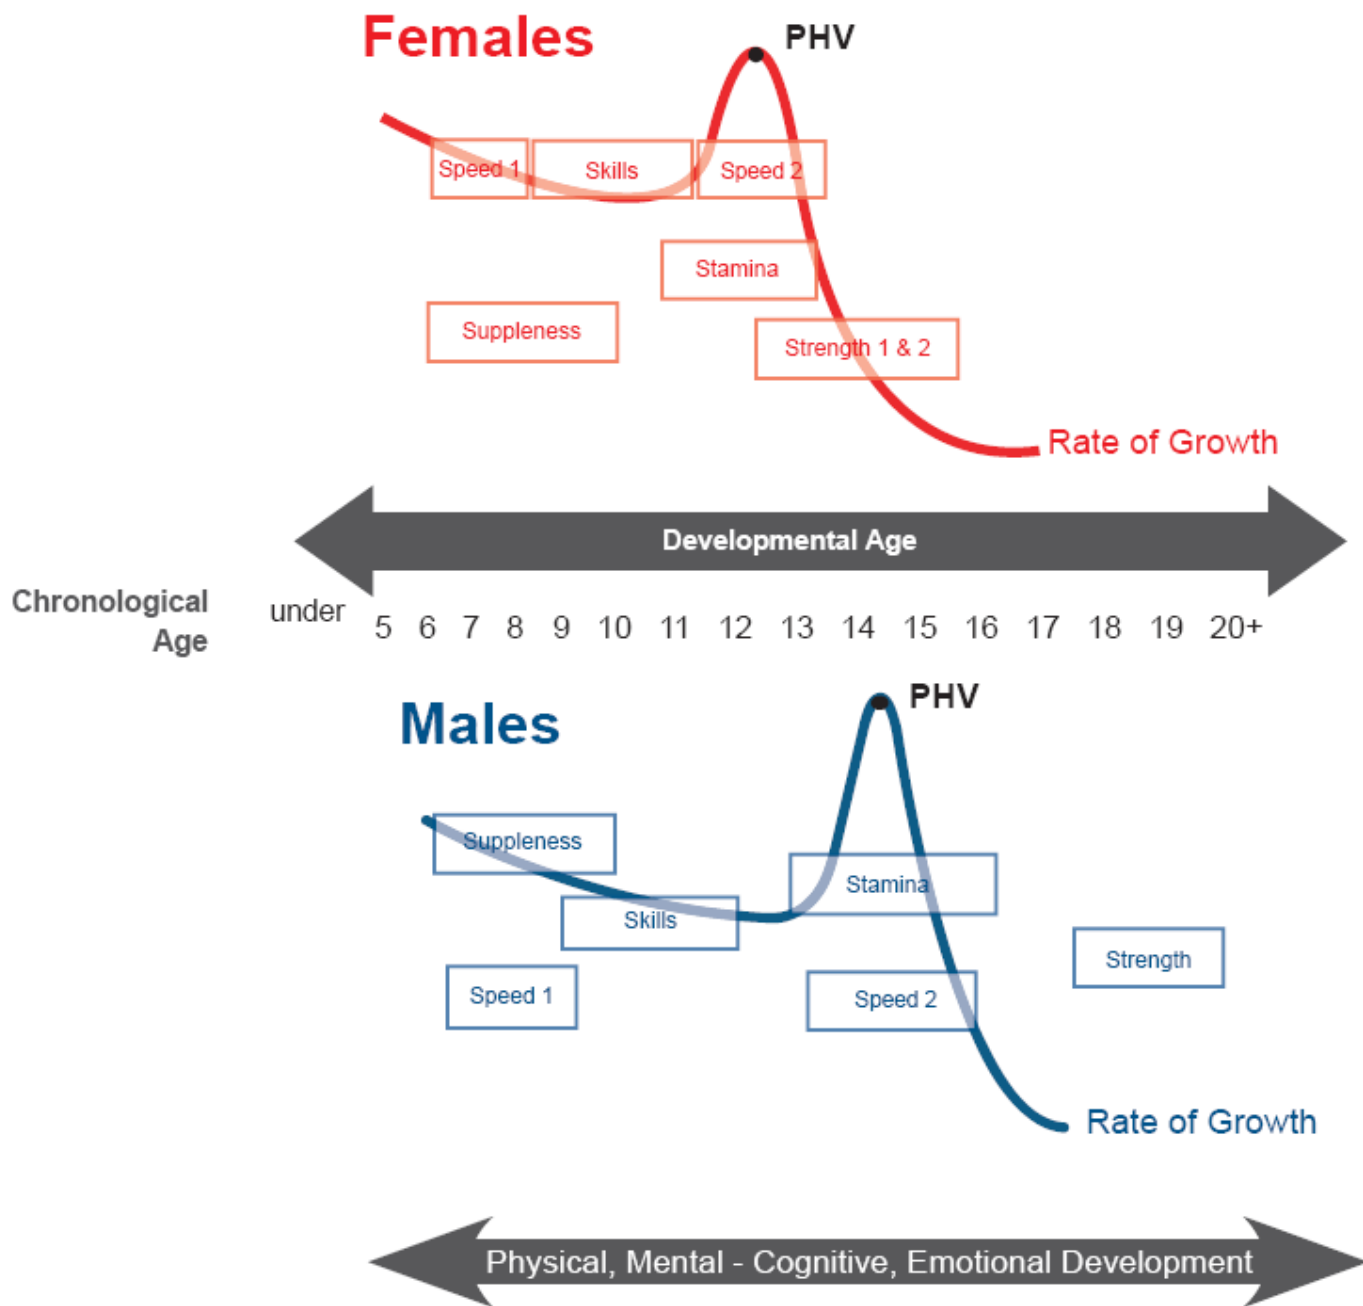 Females
PHV
Speed 1
Skills
Speed 2
Stamina
Suppleness
Strength 1 & 2
Rate of Growth
Developmental Age
Chronological
Age
under
5 6 7 8 9 10 11 12 13 14 15 16 17 18 19 20+
PHV
Males
Suppleness
Stamina
Skills
Strength
Speed 1
Speed 2
Rate of Growth
Physical, Mental - Cognitive, Emotional Development